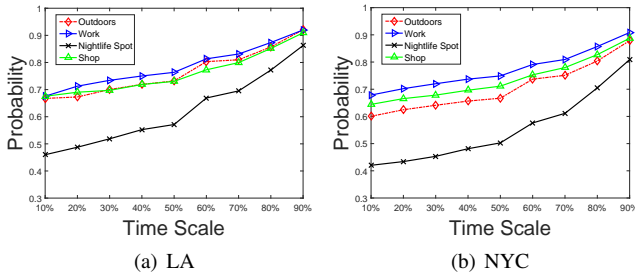 Outdoors
Work
Nightlife Spot
Shop
1
0.9
0.8
0.7
0.6
0.5
0.4
0.3
Probability
10% 20% 30% 40% 50% 60% 70% 80% 90%
Time Scale
(a) LA
Outdoors
Work
Nightlife Spot
Shop
1
0.9
0.8
0.7
0.6
0.5
0.4
0.3
Probability
10% 20% 30% 40% 50% 60% 70% 80% 90%
Time Scale
(b) NYC